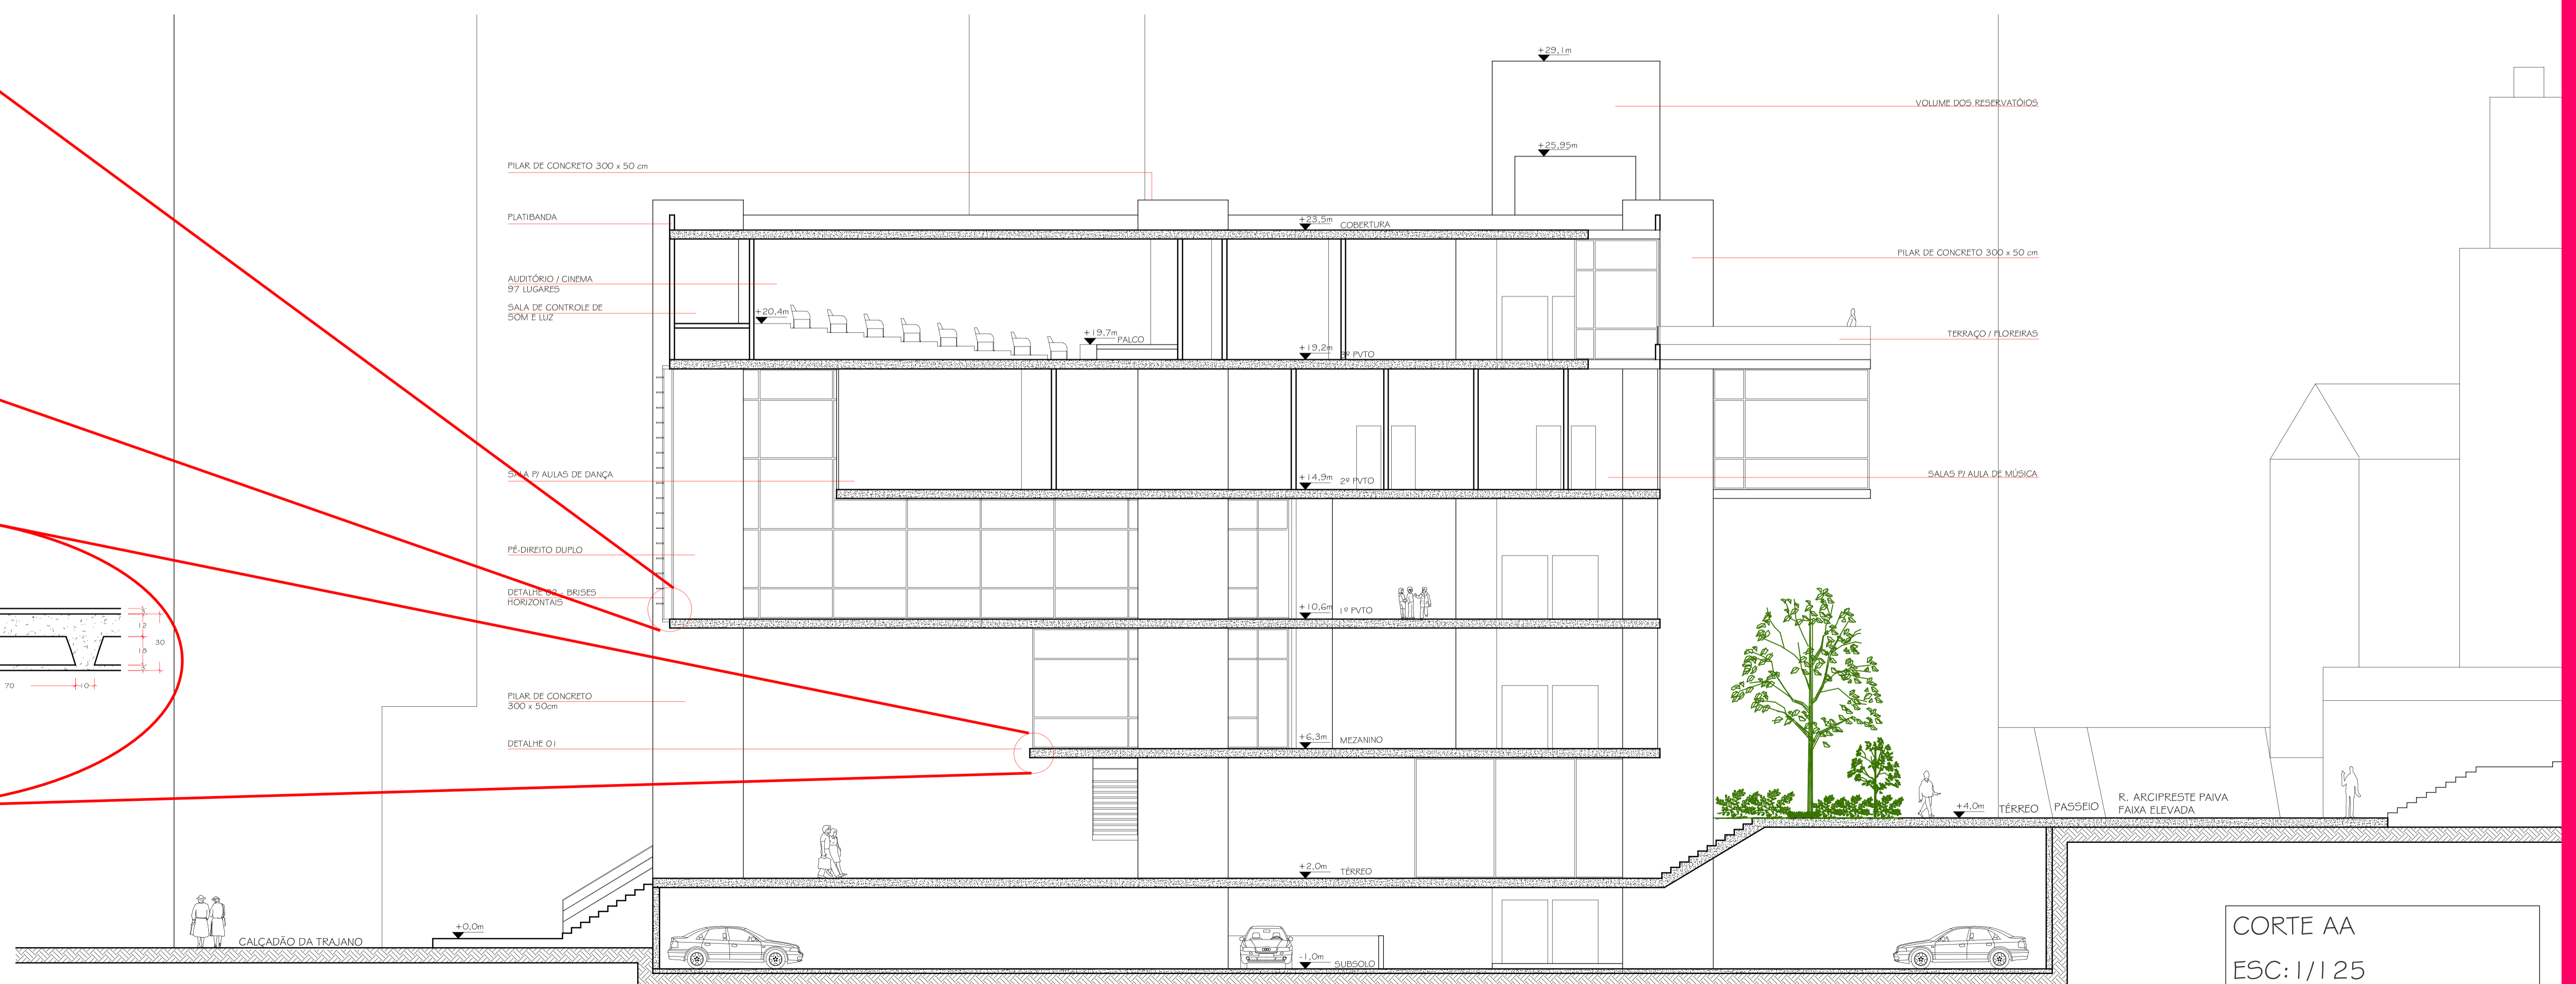 +29,1m
VOLUME DOS RESERVATÓIOS
+25,95m
PILAR DE CONCRETO 300 x 50 cm
PLATIBANDA
+23,5m COBERTURA
PILAR DE CONCRETO 300 x 50 cm
AUDITÓRIO / CINEMA
97 LUGARES
SALA DE CONTROLE DE
SOM E LUZ
+20,4m
+19,7m PALCO
TERRAÇO / FLOREIRAS
+19,2m 3º PVTO
SALA P/ AULAS DE DANÇA
+14,9m 2º PVTO
SALAS P/ AULA DE MÚSICA
PÉ-DIREITO DUPLO
DETALHE 02 - BRISES
HORIZONTAIS
+10,6m 1º PVTO
3
12
30
18
3
70
10
PILAR DE CONCRETO
300 x 50cm
DETALHE 01
+6,3m MEZANINO
+4,0m TÉRREO PASSEIO
R. ARCIPRESTE PAIVA
FAIXA ELEVADA
+2,0m TÉRREO
+0,0m
CALÇADÃO DA TRAJANO
-1,0m SUBSOLO
CORTE AA
ESC:1/125